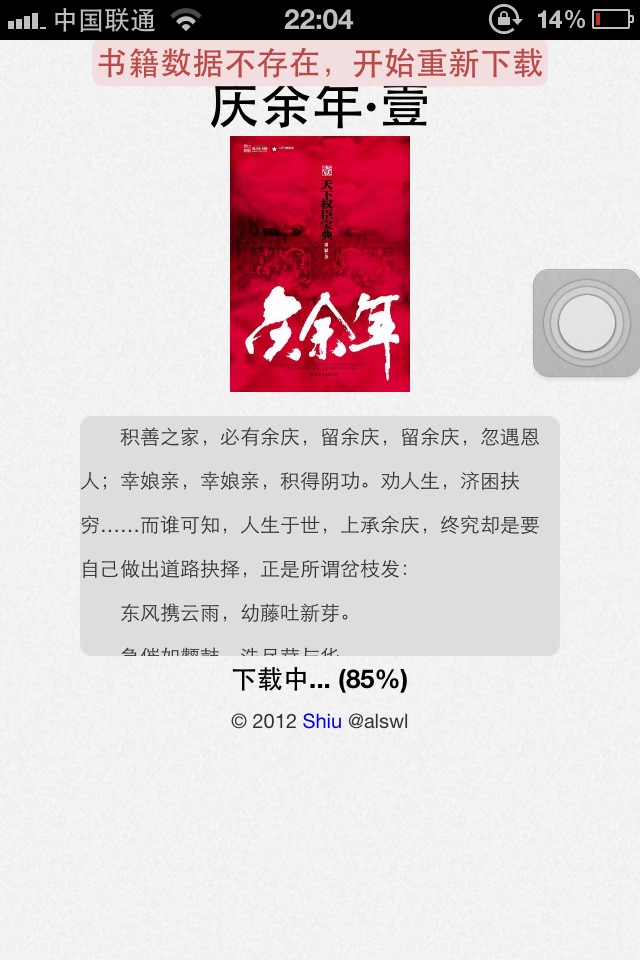 中国联通
22:04
14%
书籍数据不存在，开始重新下载
庆余年·壹
壹
天下权臣宝典
庆余年
积善之家，必有余庆，留余庆，留余庆，忽遇恩
人；幸娘亲，幸娘亲，积得阴功。劝人生，济困扶
穷……而谁可知，人生于世，上承余庆，终究却是要
自己做出道路抉择，正是所谓岔枝发：
东风携云雨，幼藤吐新芽。
下载中... (85%)
© 2012 Shiu @alswl